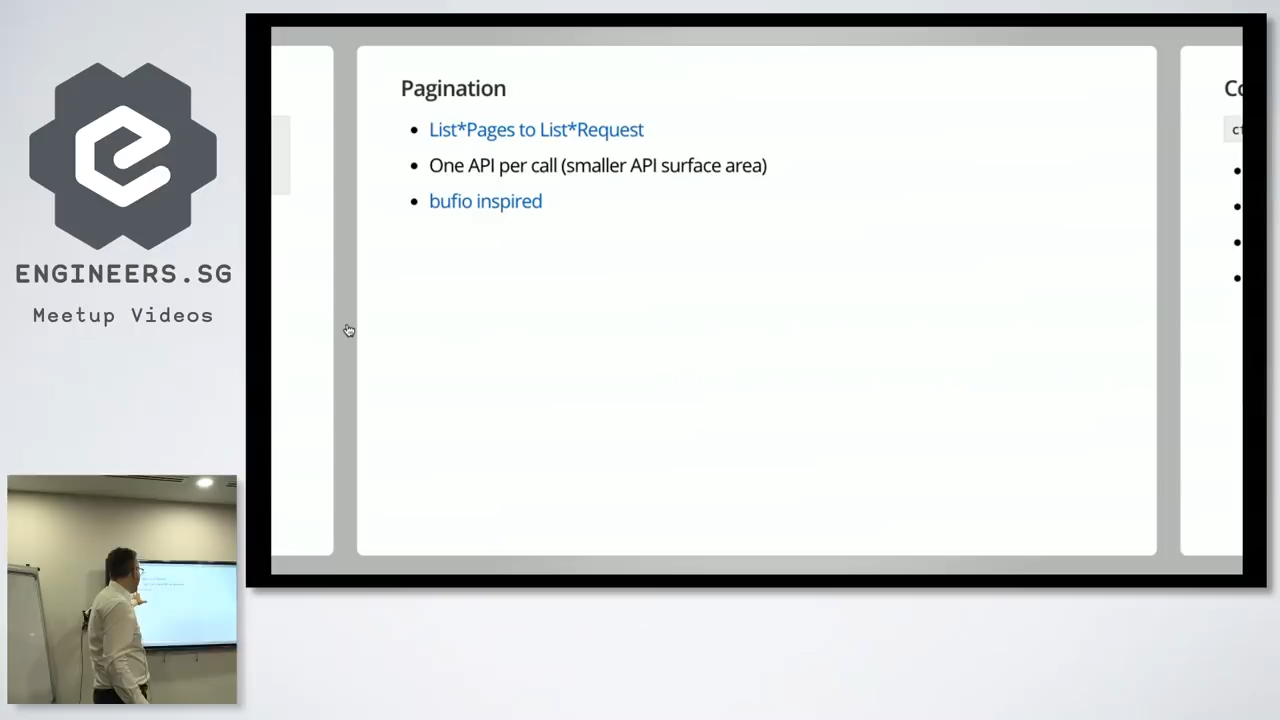 ENGINEERS.SG
Meetup Videos
Pagination
List*Pages to List*Request
One API per call (smaller API surface area)
bufio inspired